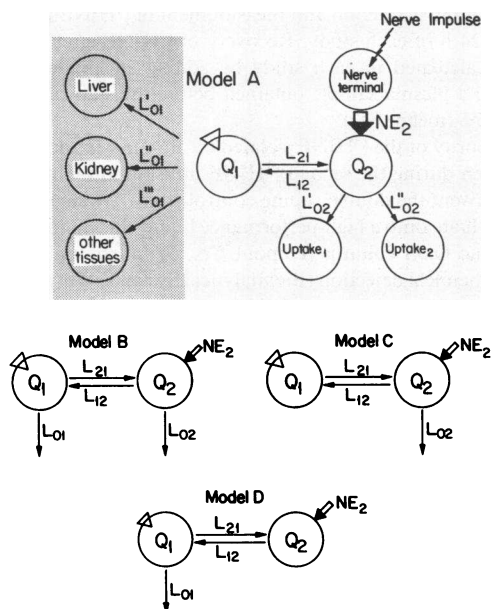 Nerve Impulse
Model A
Liver
Kidney
other
tissues
L'01
L"01
L'''01
Nerve
terminal
NE2
Q1
L21
L12
Q2
L'02
L"02
Uptake1
Uptake2
Model B
Q1
L21
L12
Q2
NE2
L01
L02
Model C
Q1
L21
L12
Q2
NE2
L02
Model D
Q1
L21
L12
Q2
NE2
L01